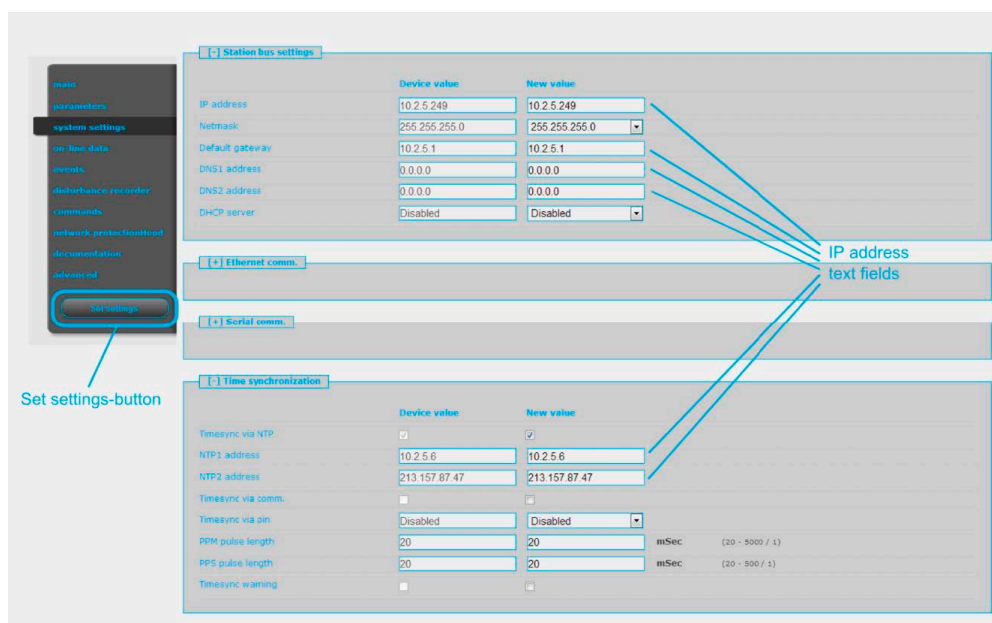 main
parameters
system settings
on-line data
events
disturbance recorder
commands
network protectionHood
documentation
advanced
Set settings
Set settings-button
[-] Station bus settings
Device value New value
IP address 10.2.5.249 10.2.5.249
Netmask 255.255.255.0 255.255.255.0
Default gateway 10.2.5.1 10.2.5.1
DNS1 address 0.0.0.0 0.0.0.0
DNS2 address 0.0.0.0 0.0.0.0
DHCP server Disabled Disabled
IP address
text fields
[+] Ethernet comm.
[+] Serial comm.
[-] Time synchronization
Device value New value
Timesync via NTP
NTP1 address 10.2.5.6 10.2.5.6
NTP2 address 213.157.87.47 213.157.87.47
Timesync via comm.
Timesync via pin Disabled Disabled
PPM pulse length 20 20 mSec (20 - 5000 / 1)
PPS pulse length 20 20 mSec (20 - 500 / 1)
Timesync warning